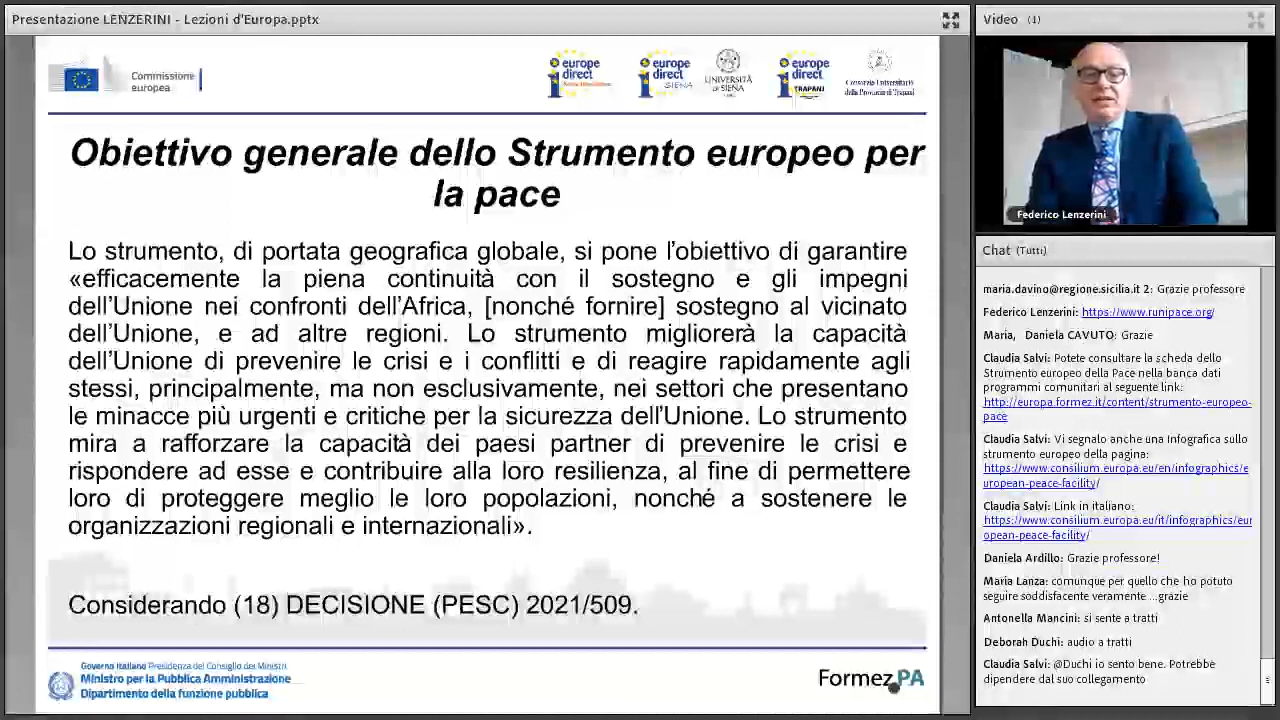 Presentazione LENZERINI - Lezioni d'Europa.pptx
Commissione
europea
europe
direct
europe
direct
SIENA
UNIVERSITÀ
DI SIENA
europe
direct
TRAPANI
Consorzio Universitario
della Provincia di Trapani
Obiettivo generale dello Strumento europeo per
la pace
Lo strumento, di portata geografica globale, si pone l'obiettivo di garantire
«efficacemente la piena continuità con il sostegno e gli impegni
dell'Unione nei confronti dell'Africa, [nonché fornire] sostegno al vicinato
dell'Unione, e ad altre regioni. Lo strumento migliorerà la capacità
dell'Unione di prevenire le crisi e i conflitti e di reagire rapidamente agli
stessi, principalmente, ma non esclusivamente, nei settori che presentano
le minacce più urgenti e critiche per la sicurezza dell'Unione. Lo strumento
mira a rafforzare la capacità dei paesi partner di prevenire le crisi e
rispondere ad esse e contribuire alla loro resilienza, al fine di permettere
loro di proteggere meglio le loro popolazioni, nonché a sostenere le
organizzazioni regionali e internazionali».
Considerando (18) DECISIONE (PESC) 2021/509.
Governo Italiano Presidenza del Consiglio dei Ministri
Ministro per la Pubblica Amministrazione
Dipartimento della funzione pubblica
Formez PA
Video (1)
Federico Lenzerini
Chat (Tutti)
maria.davino@regione.sicilia.it 2: Grazie professore
Federico Lenzerini: https://www.runipace.org/
Maria, Daniela CAVUTO: Grazie
Claudia Salvi: Potete consultare la scheda dello
Strumento europeo della Pace nella banca dati
programmi comunitari al seguente link:
http://europa.formez.it/content/strumento-europeo-
pace
Claudia Salvi: Vi segnalo anche una Infografica sullo
strumento europeo della pagina:
https://www.consilium.europa.eu/en/infographics/e
uropean-peace-facility/
Claudia Salvi: Link in italiano:
https://www.consilium.europa.eu/it/infographics/eur
opean-peace-facility/
Daniela Ardillo: Grazie professore!
Maria Lanza: comunque per quello che ho potuto
seguire soddisfacente veramente ...grazie
Antonella Mancini: si sente a tratti
Deborah Duchi: audio a tratti
Claudia Salvi: @Duchi io sento bene. Potrebbe
dipendere dal suo collegamento